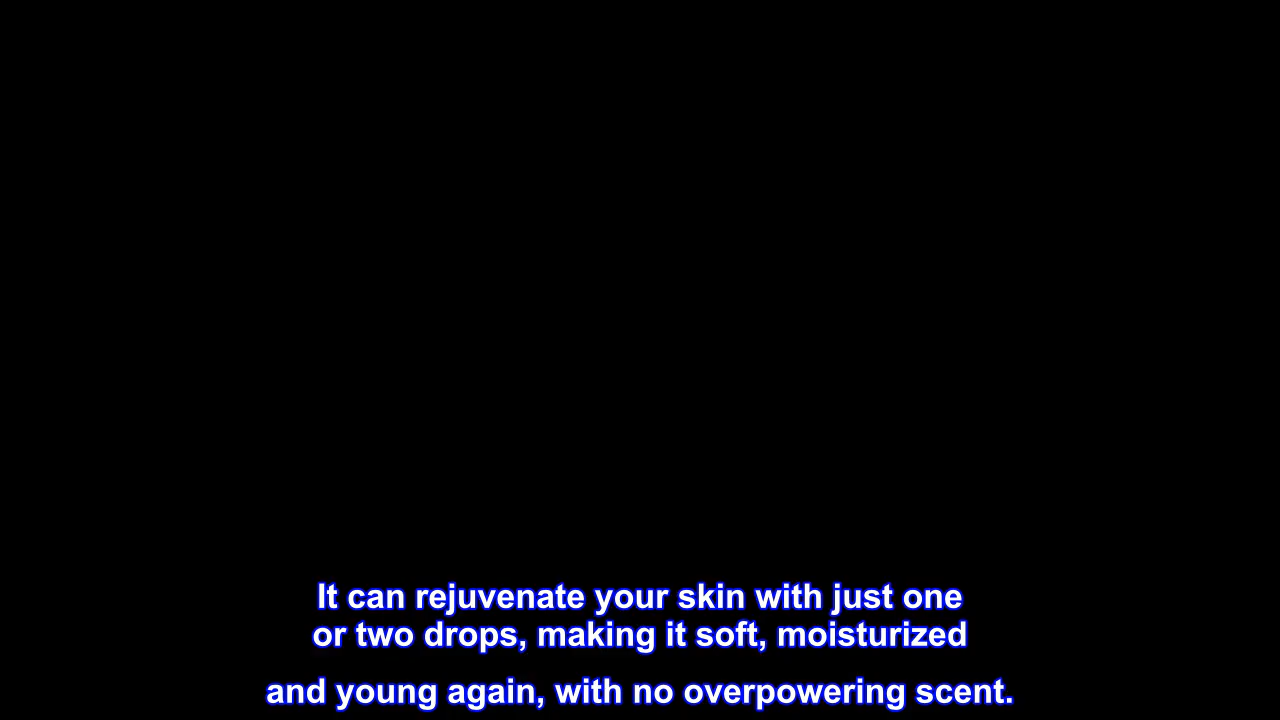 It can rejuvenate your skin with just one
or two drops, making it soft, moisturized
and young again, with no overpowering scent.